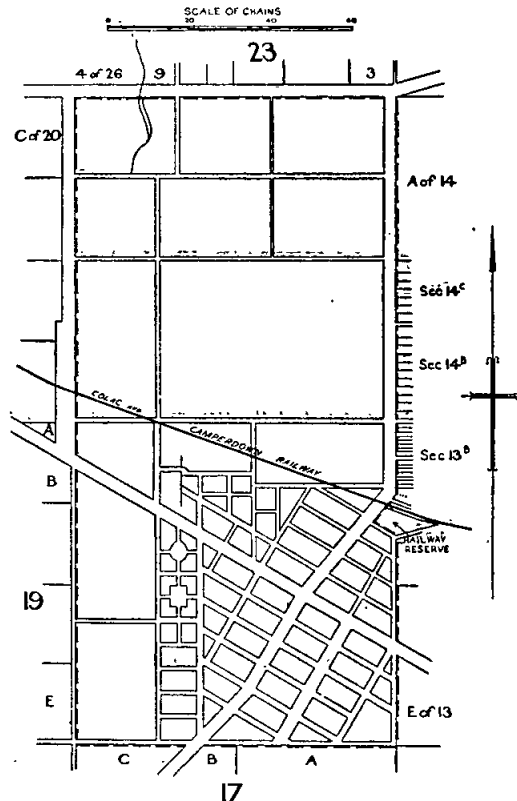 SCALE OF CHAINS
0 20 40 60
23
4 of 26 9 3
C of 20
A of 14
Sec 14C
Sec 14B
COLAC AND CAMPERDOWN RAILWAY
A
Sec 13B
B
RAILWAY RESERVE
19
E
E of 13
C B A
17